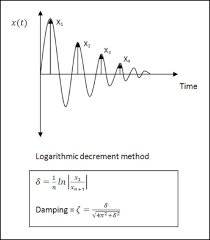 x(t)
X₁
X₂
X₃
X₄
Time
Logarithmic decrement method
δ = 1/n ln |x₁/xₙ₊₁|
Damping = ζ = δ/√(4π²+δ²)